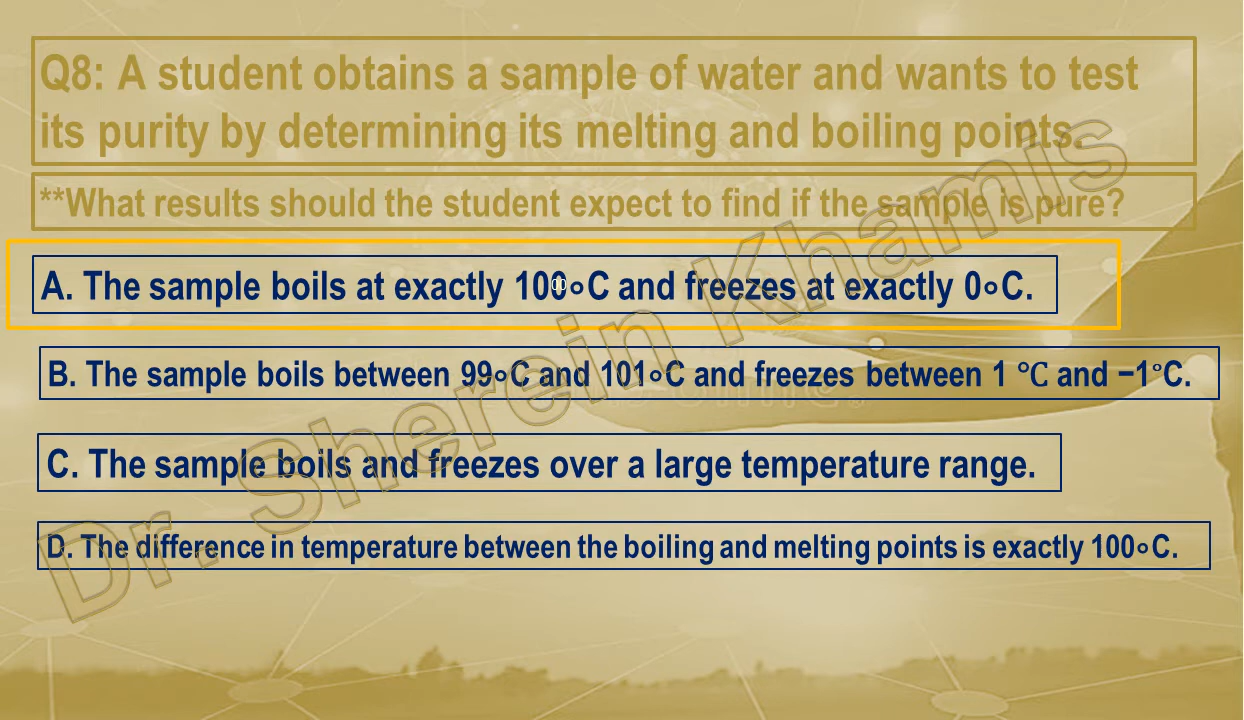 Q8: A student obtains a sample of water and wants to test
its purity by determining its melting and boiling points.
**What results should the student expect to find if the sample is pure?
A. The sample boils at exactly 100∘C and freezes at exactly 0∘C.
B. The sample boils between 99∘C and 101∘C and freezes between 1 ℃ and −1°C.
C. The sample boils and freezes over a large temperature range.
D. The difference in temperature between the boiling and melting points is exactly 100∘C.
Dr. Sherein Khamis